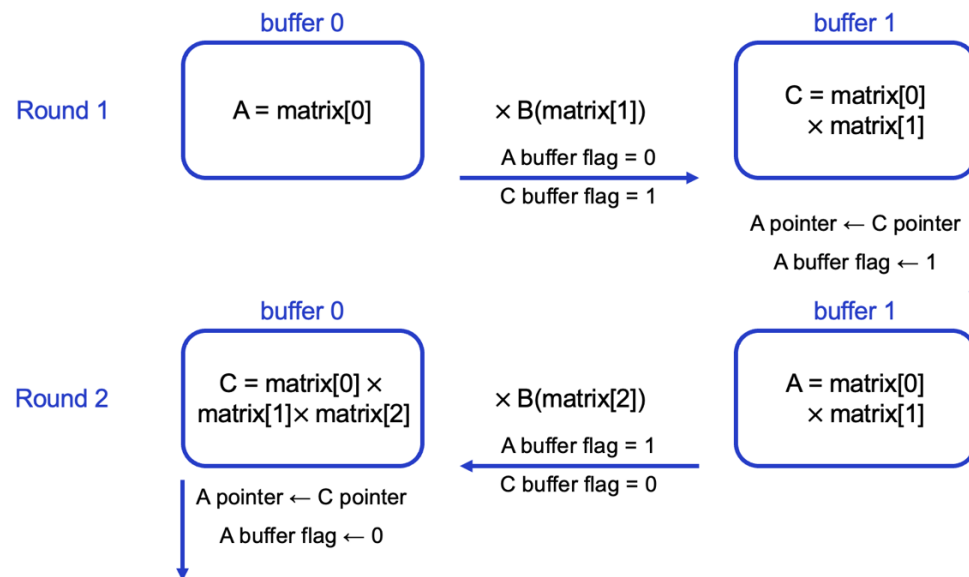 buffer 0
buffer 1
Round 1
A = matrix[0]
× B(matrix[1])
A buffer flag = 0
C buffer flag = 1
C = matrix[0]
× matrix[1]
A pointer ← C pointer
A buffer flag ← 1
buffer 0
buffer 1
Round 2
C = matrix[0] ×
matrix[1]× matrix[2]
× B(matrix[2])
A buffer flag = 1
C buffer flag = 0
A = matrix[0]
× matrix[1]
A pointer ← C pointer
A buffer flag ← 0